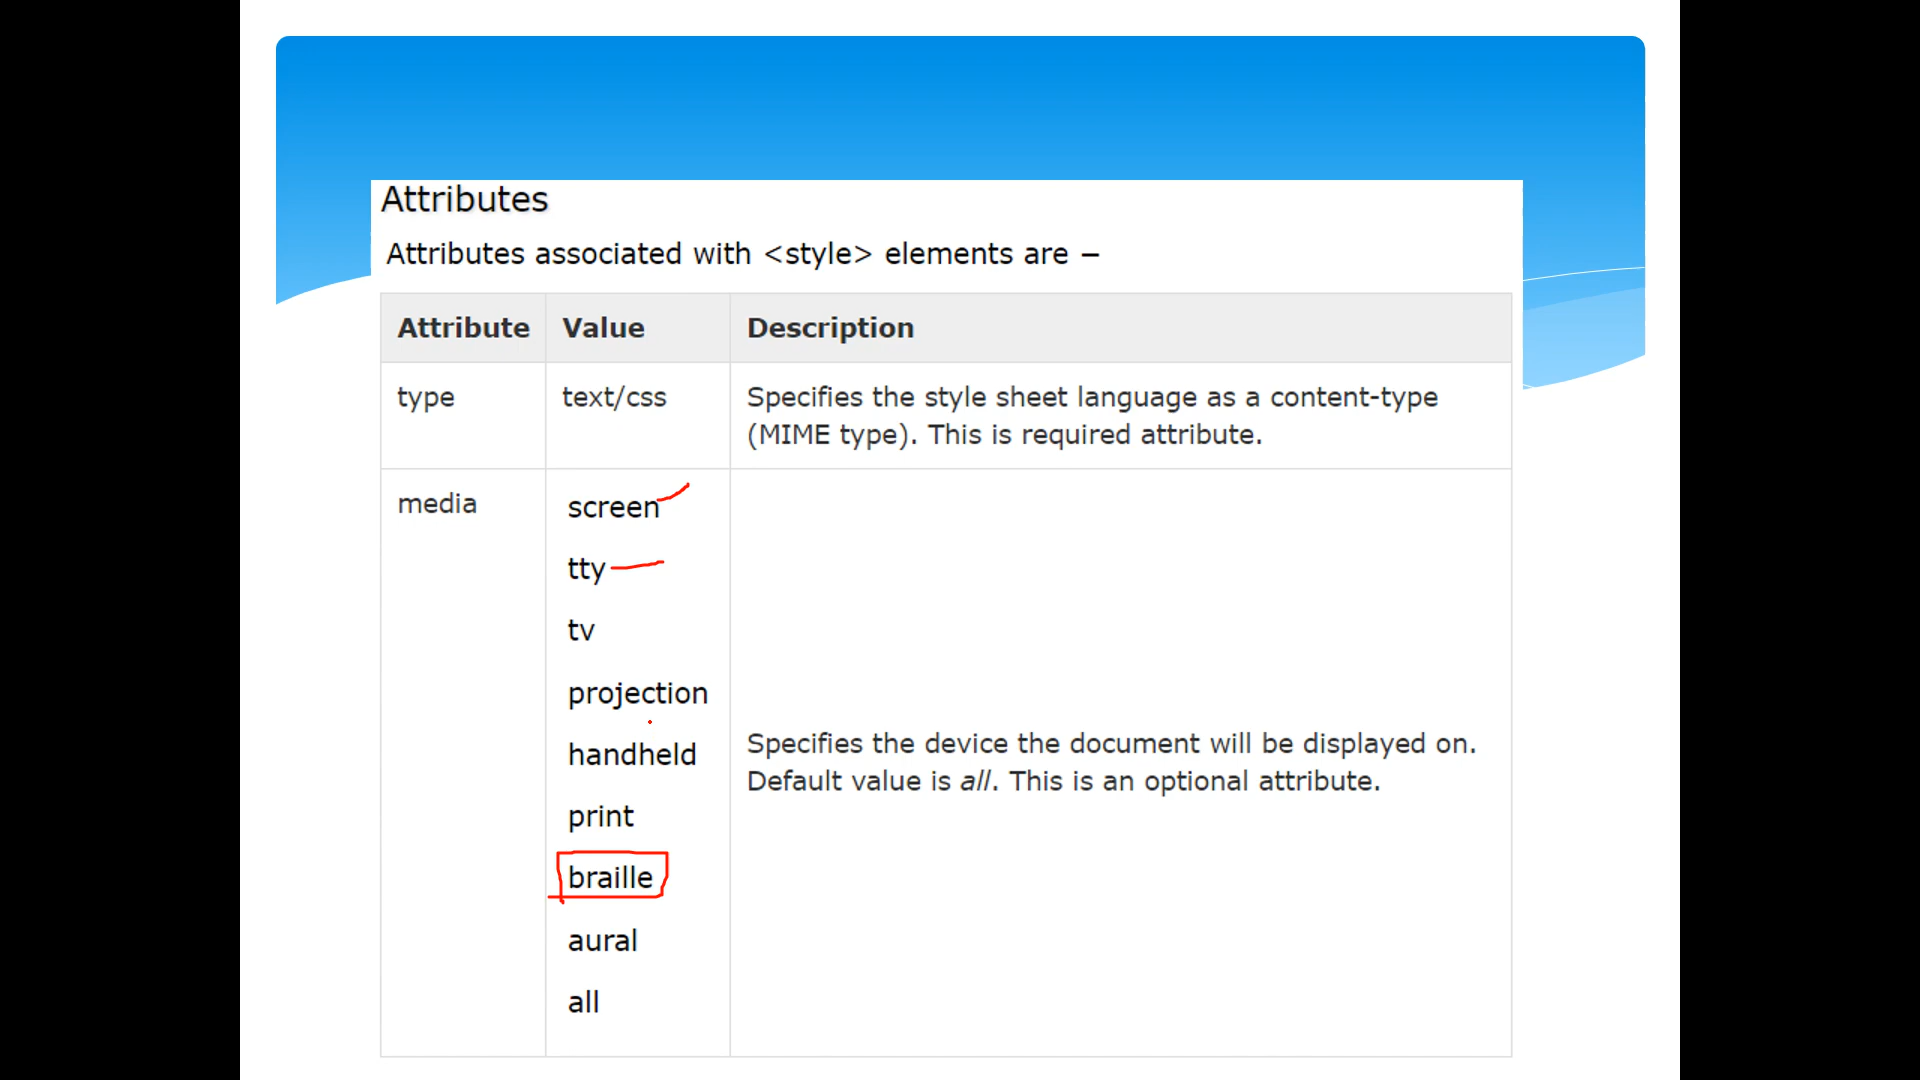 Attributes
Attributes associated with <style> elements are −
Attribute Value Description
type text/css Specifies the style sheet language as a content-type
(MIME type). This is required attribute.
media
screen
tty
tv
projection
handheld
print
braille
aural
all
Specifies the device the document will be displayed on.
Default value is all. This is an optional attribute.